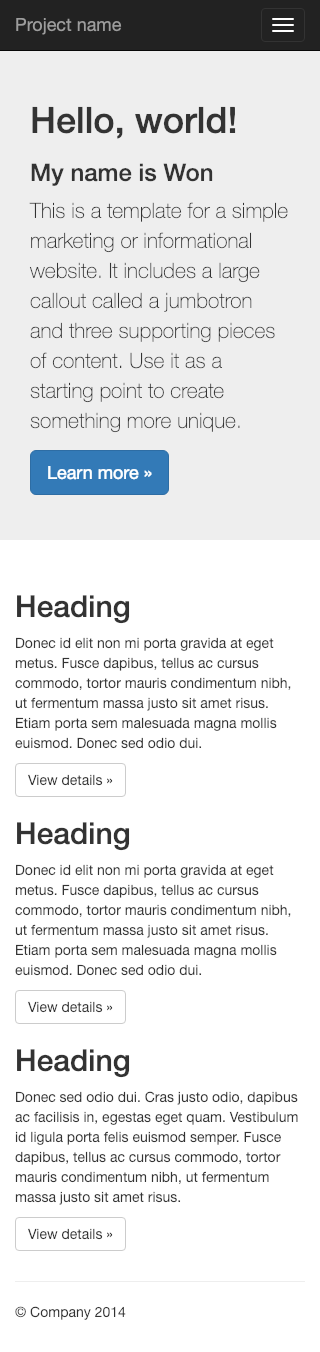 Project name
Hello, world!
My name is Won
This is a template for a simple
marketing or informational
website. It includes a large
callout called a jumbotron
and three supporting pieces
of content. Use it as a
starting point to create
something more unique.
Learn more »
Heading
Donec id elit non mi porta gravida at eget
metus. Fusce dapibus, tellus ac cursus
commodo, tortor mauris condimentum nibh,
ut fermentum massa justo sit amet risus.
Etiam porta sem malesuada magna mollis
euismod. Donec sed odio dui.
View details »
Heading
Donec id elit non mi porta gravida at eget
metus. Fusce dapibus, tellus ac cursus
commodo, tortor mauris condimentum nibh,
ut fermentum massa justo sit amet risus.
Etiam porta sem malesuada magna mollis
euismod. Donec sed odio dui.
View details »
Heading
Donec sed odio dui. Cras justo odio, dapibus
ac facilisis in, egestas eget quam. Vestibulum
id ligula porta felis euismod semper. Fusce
dapibus, tellus ac cursus commodo, tortor
mauris condimentum nibh, ut fermentum
massa justo sit amet risus.
View details »
© Company 2014